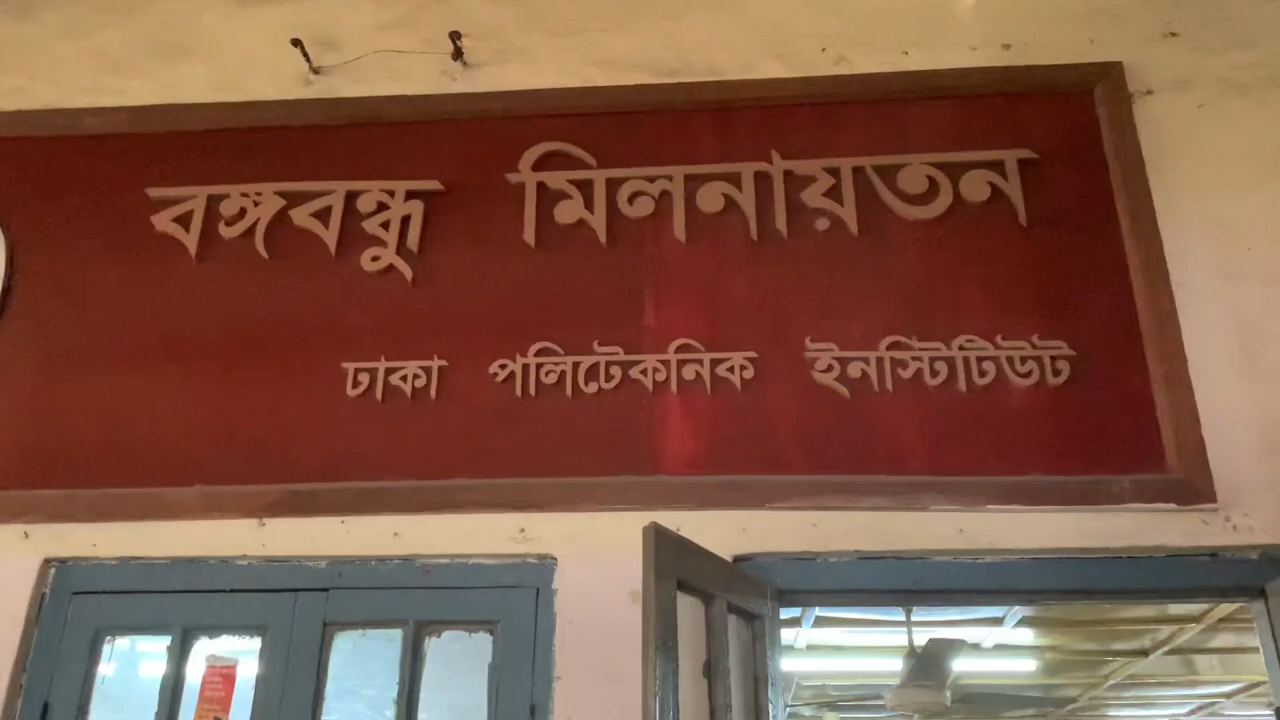 বঙ্গবন্ধু মিলনায়তন
ঢাকা পলিটেকনিক ইনস্টিটিউট